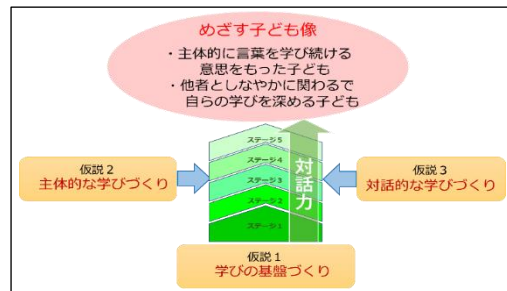 めざす子ども像
・主体的に言葉を学び続ける
意思をもった子ども
・他者としなやかに関わるで
自らの学びを深める子ども
ステージ5
ステージ4
ステージ3
ステージ2
ステージ1
対話力
仮説2
主体的な学びづくり
仮説3
対話的な学びづくり
仮説1
学びの基盤づくり